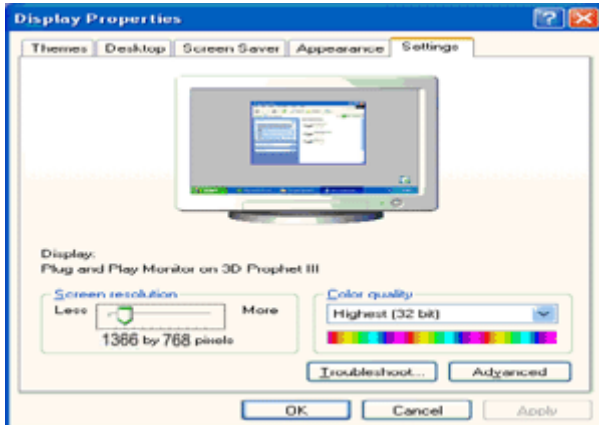 Display Properties
Themes Desktop Screen Saver Appearance Settings
Display:
Plug and Play Monitor on 3D Prophet III
Screen resolution
Less More
1366 by 768 pixels
Color quality
Highest (32 bit)
Troubleshoot... Advanced
OK Cancel Apply